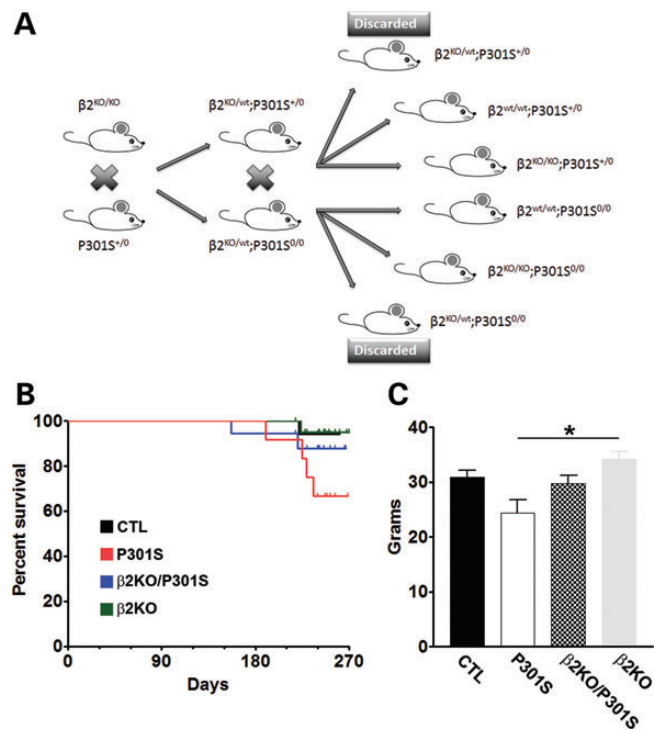 A
Discarded
β2KO/wt;P301S+/0
β2KO/KO
β2KO/wt;P301S+/0
β2wt/wt;P301S+/0
β2KO/KO;P301S+/0
β2wt/wt;P301S0/0
P301S+/0
β2KO/wt;P301S0/0
β2KO/KO;P301S0/0
β2KO/wt;P301S0/0
Discarded
B
Percent survival
100
80
60
40
20
0
CTL
P301S
β2KO/P301S
β2KO
0
90
180
270
Days
C
Grams
40
30
20
10
0
*
CTL
P301S
β2KO/P301S
β2KO